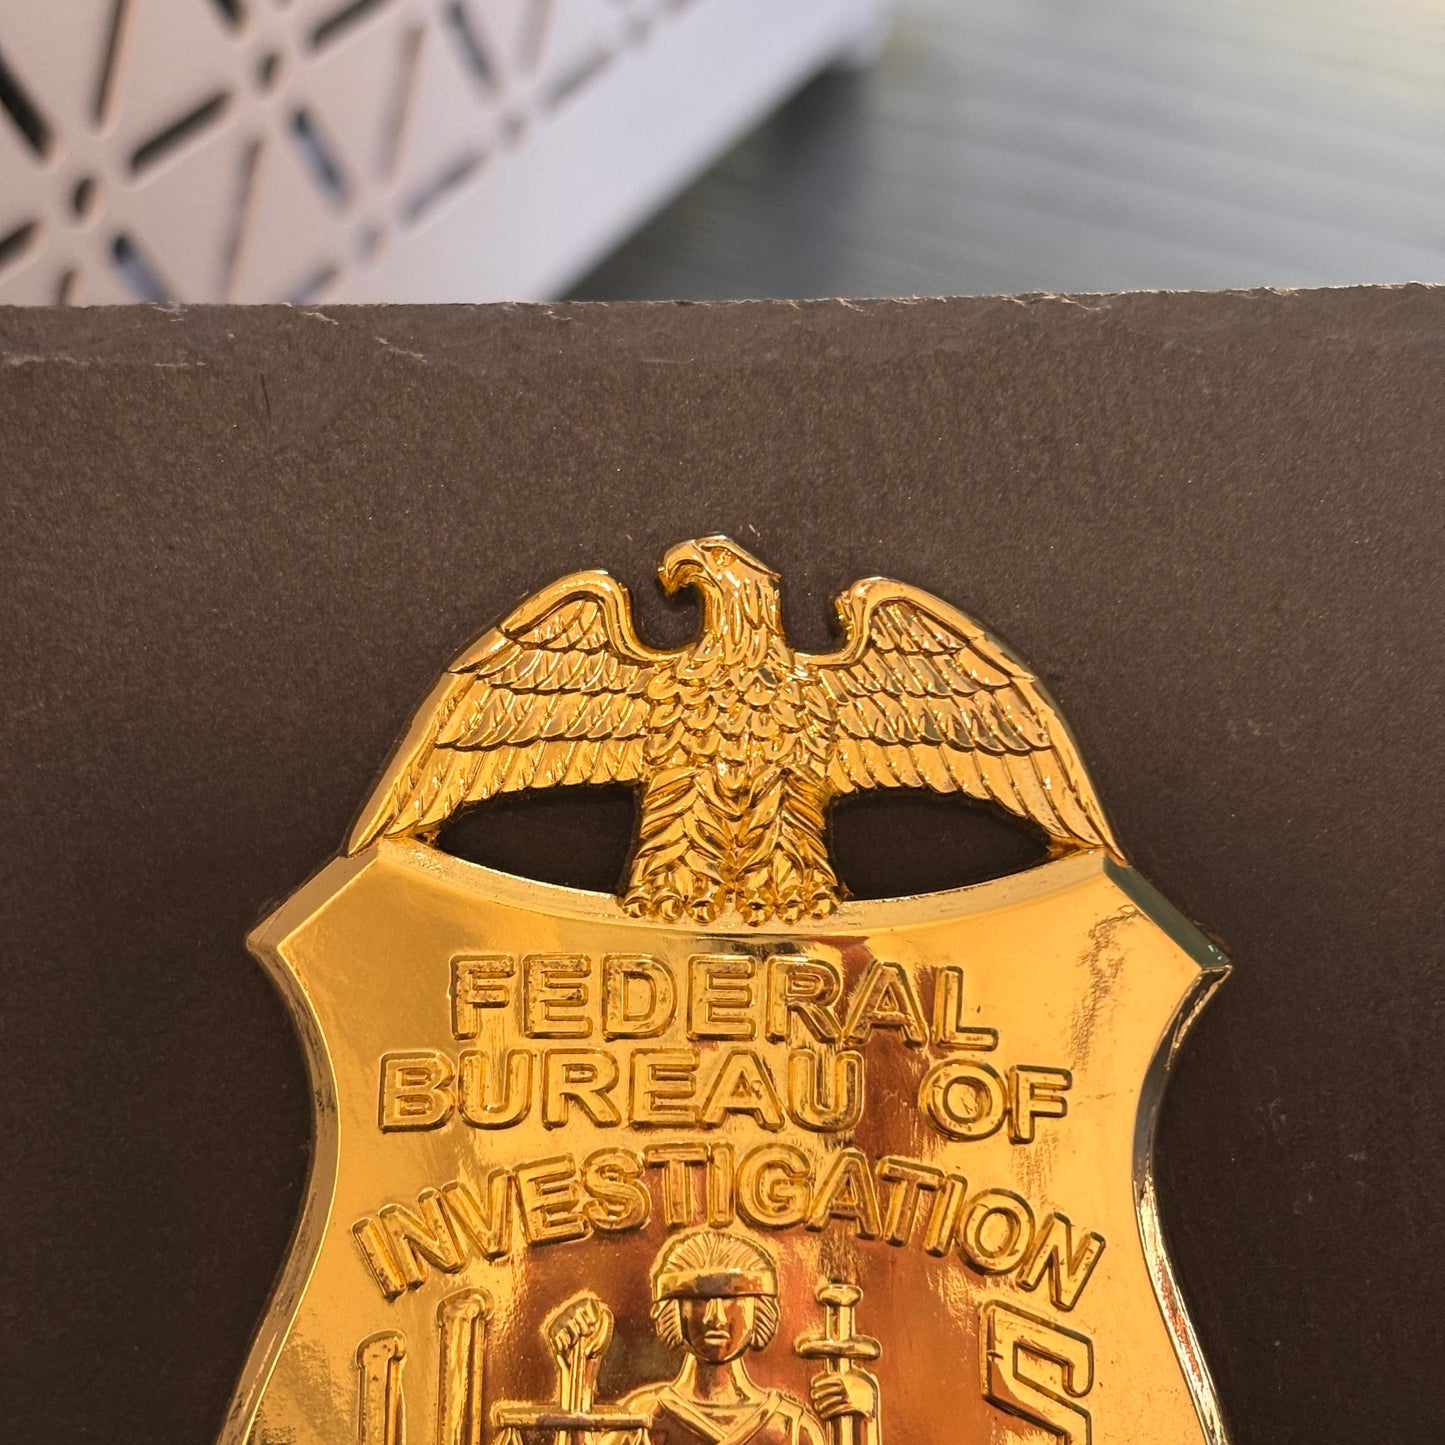 FEDERAL
BUREAU OF
INVESTIGATION
U S